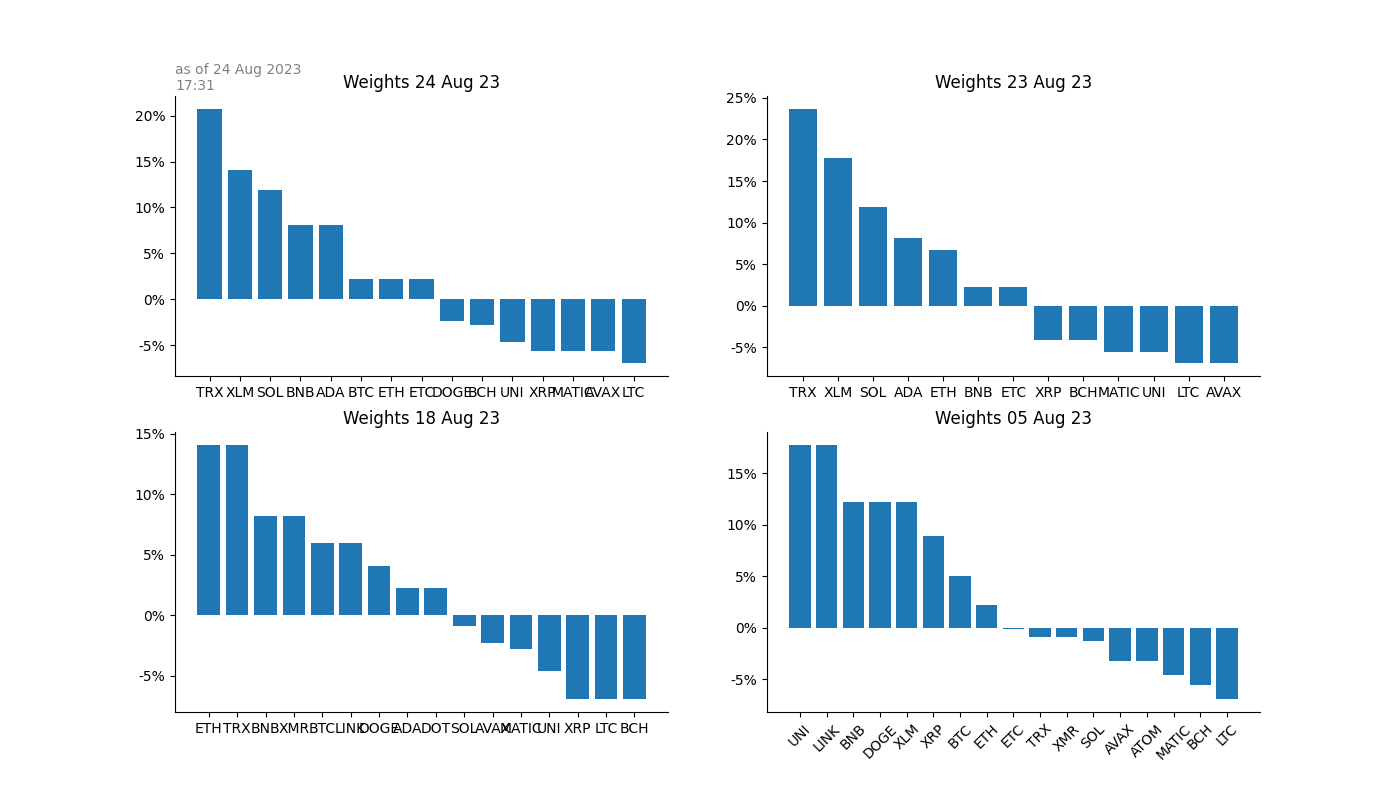 as of 24 Aug 2023
17:31
Weights 24 Aug 23
20%
15%
10%
5%
0%
-5%
TRX XLM SOL BNB ADA BTC ETH ETC DOGE BCH UNI XRP MATIC AVAX LTC
Weights 23 Aug 23
25%
20%
15%
10%
5%
0%
-5%
TRX XLM SOL ADA ETH BNB ETC XRP BCH MATIC UNI LTC AVAX
Weights 18 Aug 23
15%
10%
5%
0%
-5%
ETH TRX BNB XMR BTC LINK DOGE ADA DOT SOL AVAX MATIC UNI XRP LTC BCH
Weights 05 Aug 23
15%
10%
5%
0%
-5%
UNI LINK BNB DOGE XLM XRP BTC ETH ETC TRX XMR SOL AVAX ATOM MATIC BCH LTC